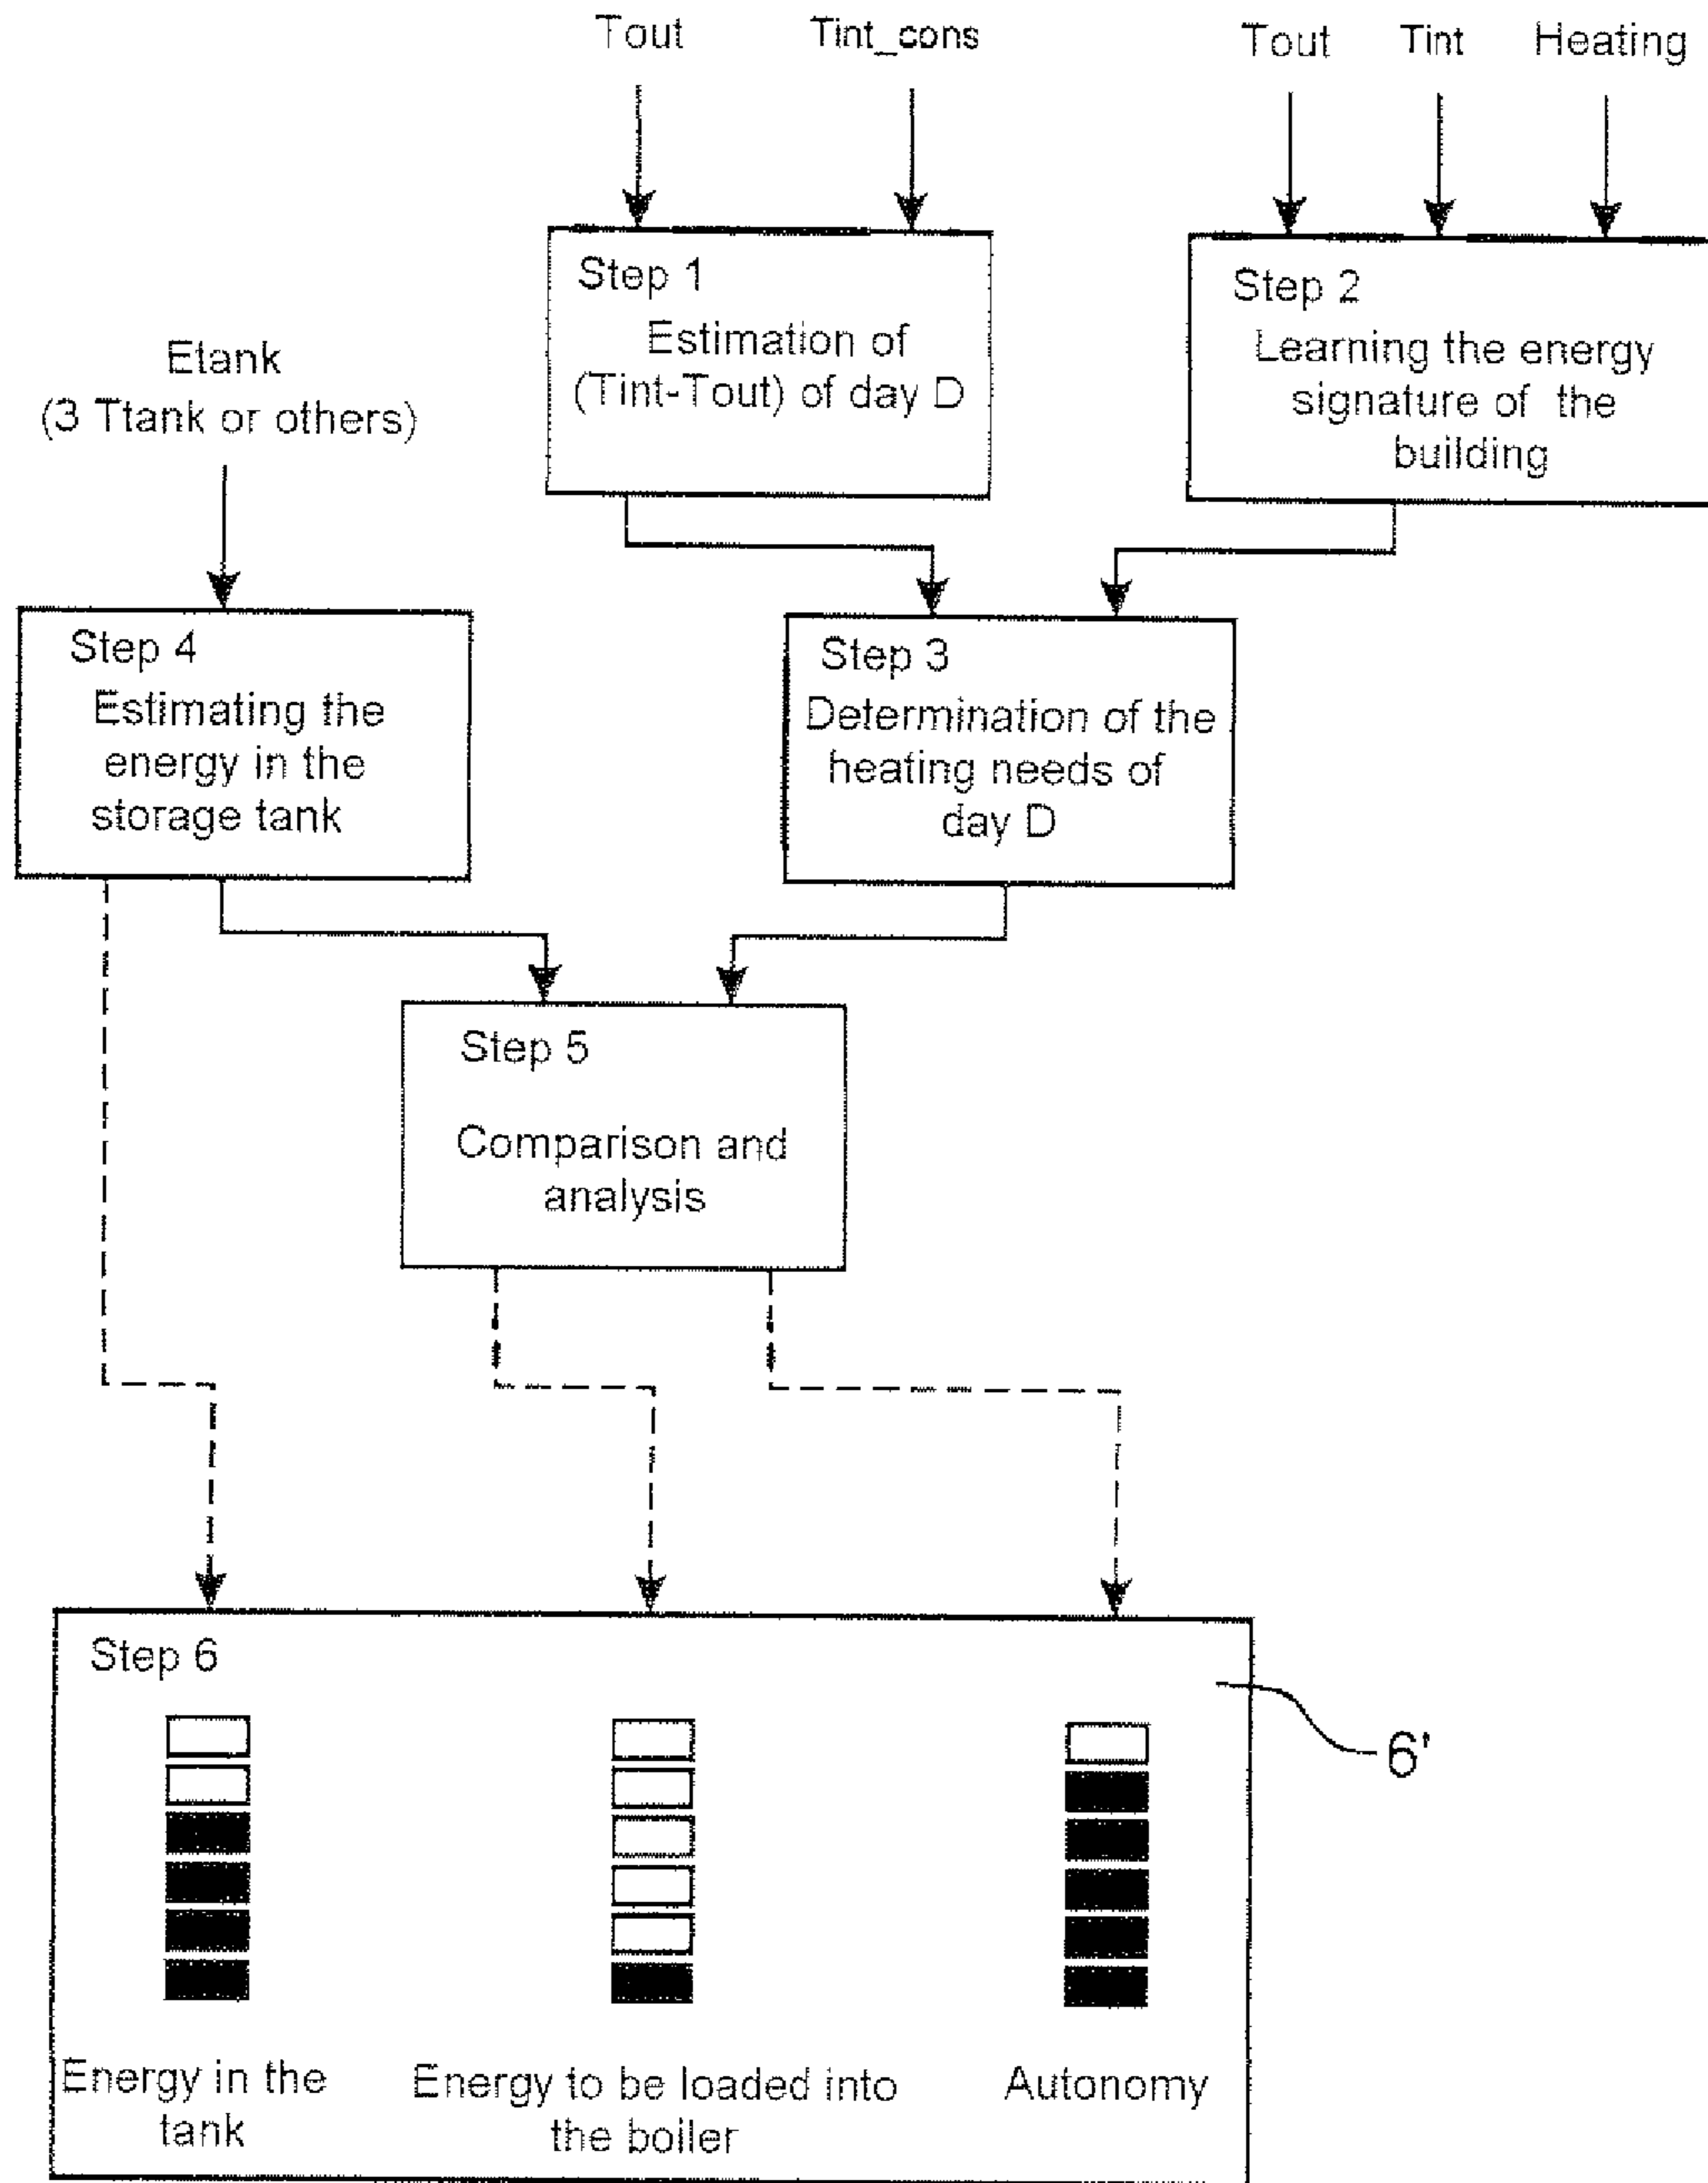 Tout Tint_cons
Tout Tint Heating
Step 1
Estimation of
(Tint-Tout) of day D
Step 2
Learning the energy
signature of the
building
Etank
(3 Ttank or others)
Step 4
Estimating the
energy in the
storage tank
Step 3
Determination of the
heating needs of
day D
Step 5
Comparison and
analysis
Step 6
6'
Energy in the
tank
Energy to be loaded into
the boiler
Autonomy